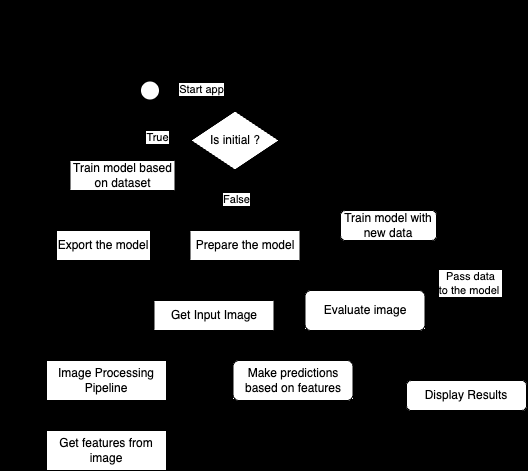 Start app
Is initial ?
True
Train model based
on dataset
False
Train model with
new data
Export the model
Prepare the model
Pass data
to the model
Get Input Image
Evaluate image
Image Processing
Pipeline
Make predictions
based on features
Display Results
Get features from
image